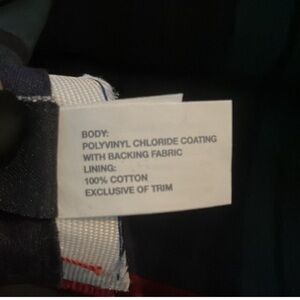 BODY:
POLYVINYL CHLORIDE COATING
WITH BACKING FABRIC
LINING:
100% COTTON
EXCLUSIVE OF TRIM